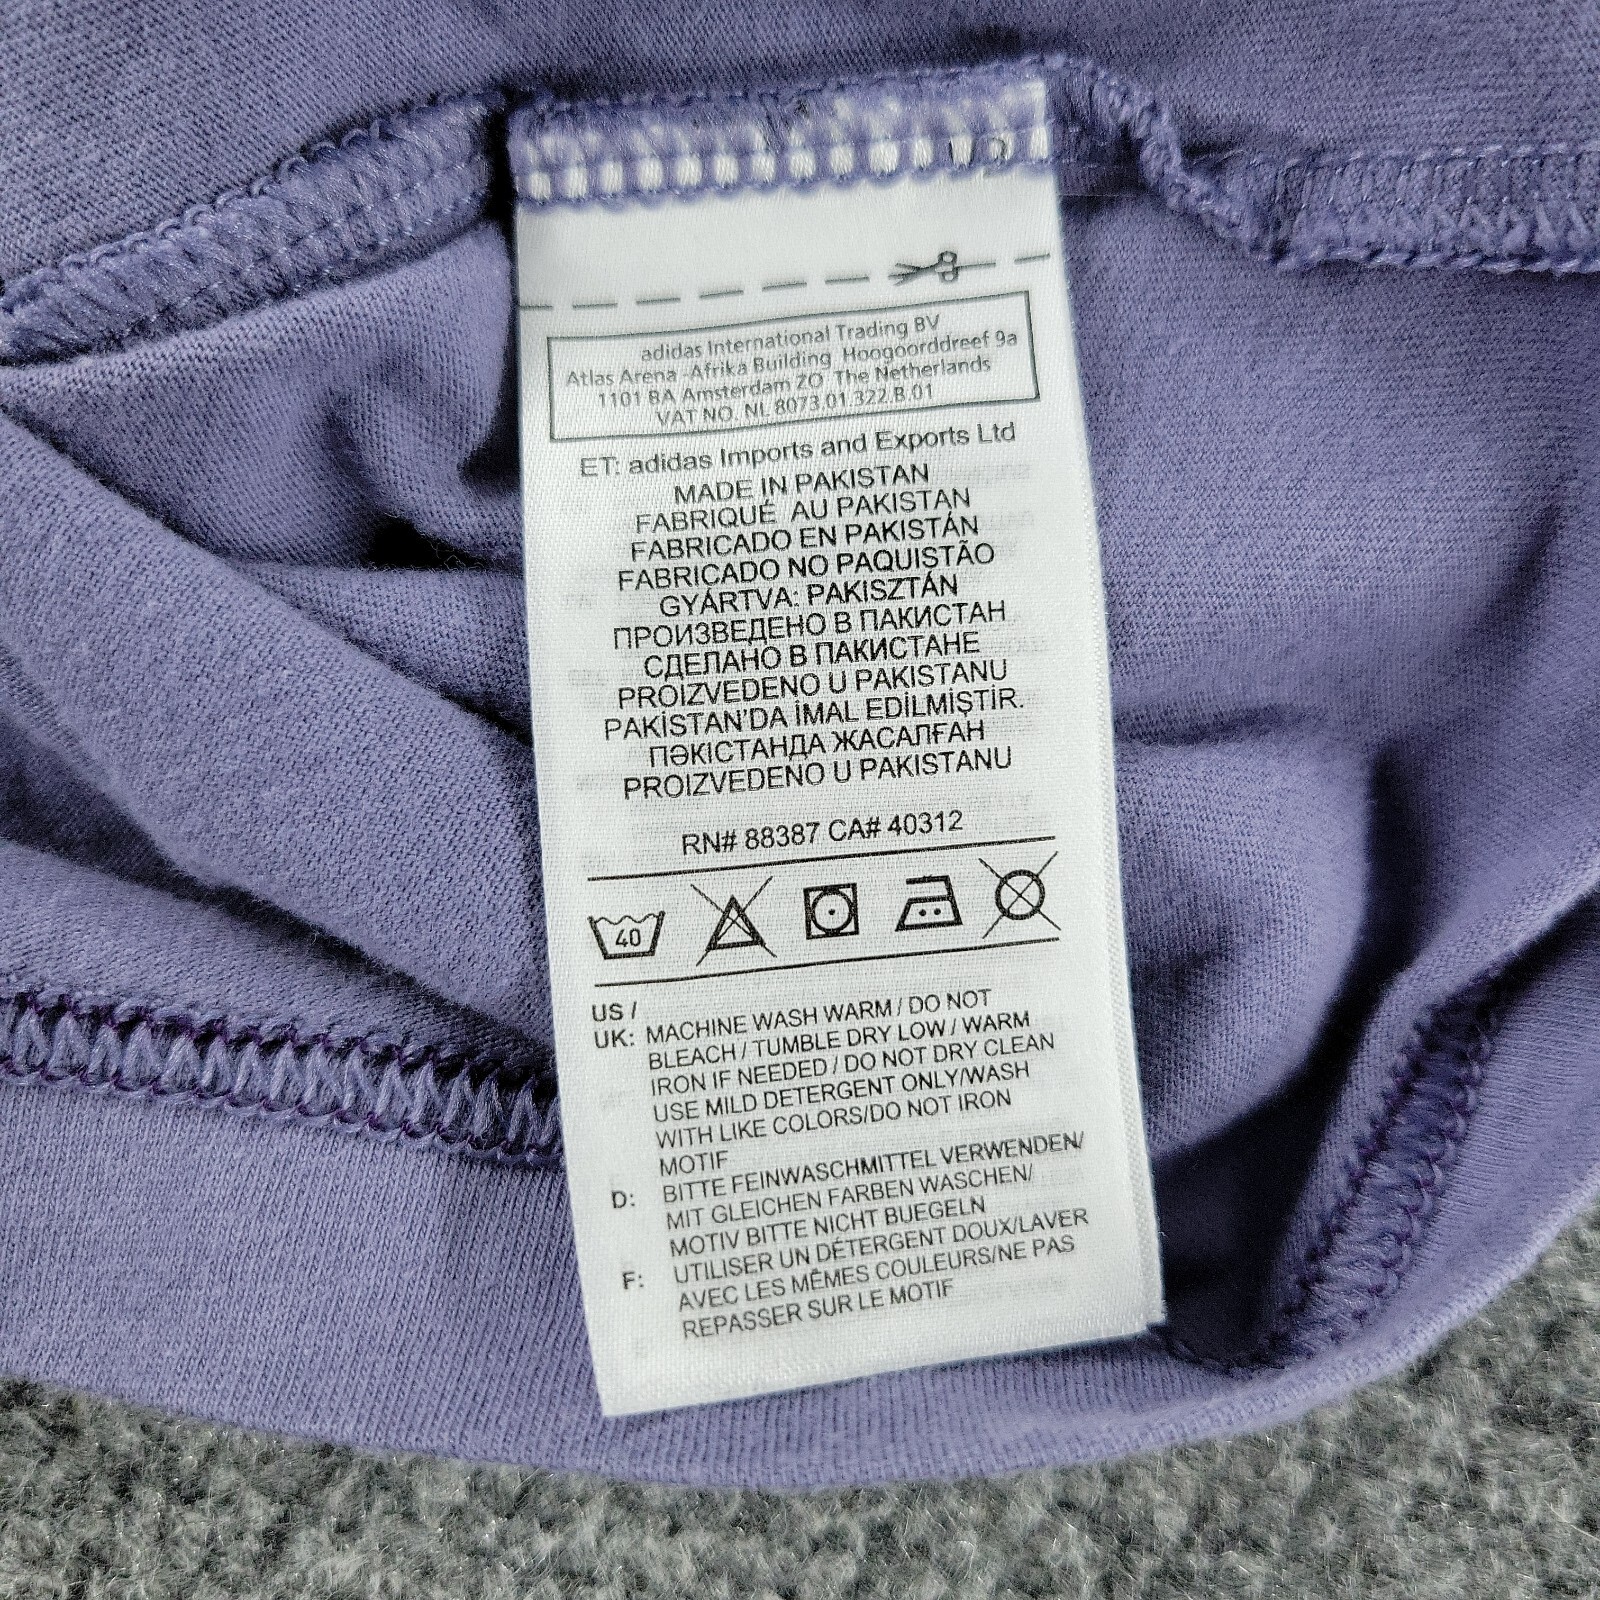 adidas International Trading BV
Atlas Arena -Afrika Building Hoogoorddreef 9a
1101 BA Amsterdam ZO The Netherlands
VAT NO. NL 8073.01.322.B.01
ET: adidas Imports and Exports Ltd
MADE IN PAKISTAN
FABRIQUÉ AU PAKISTAN
FABRICADO EN PAKISTÁN
FABRICADO NO PAQUISTÃO
GYÁRTVA: PAKISZTÁN
ПРОИЗВЕДЕНО В ПАКИСТАН
СДЕЛАНО В ПАКИСТАНЕ
PROIZVEDENO U PAKISTANU
PAKİSTAN'DA İMAL EDİLMİŞTİR.
ПӘКІСТАНДА ЖАСАЛҒАН
PROIZVEDENO U PAKISTANU
RN# 88387 CA# 40312
40
US /
UK: MACHINE WASH WARM / DO NOT
BLEACH / TUMBLE DRY LOW / WARM
IRON IF NEEDED / DO NOT DRY CLEAN
USE MILD DETERGENT ONLY/WASH
WITH LIKE COLORS/DO NOT IRON
MOTIF
D: BITTE FEINWASCHMITTEL VERWENDEN/
MIT GLEICHEN FARBEN WASCHEN/
MOTIV BITTE NICHT BUEGELN
F: UTILISER UN DÉTERGENT DOUX/LAVER
AVEC LES MÊMES COULEURS/NE PAS
REPASSER SUR LE MOTIF